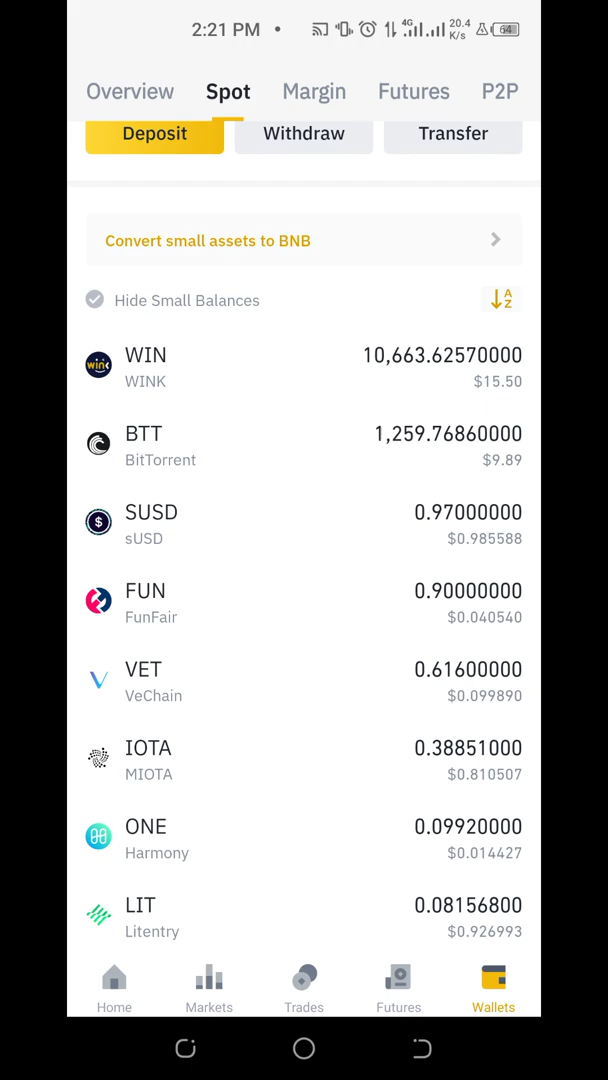 2:21 PM • 4G 20.4 K/s 64
Overview Spot Margin Futures P2P
Deposit Withdraw Transfer
Convert small assets to BNB
Hide Small Balances A Z
WIN 10,663.62570000
WINK $15.50
BTT 1,259.76860000
BitTorrent $9.89
SUSD 0.97000000
sUSD $0.985588
FUN 0.90000000
FunFair $0.040540
VET 0.61600000
VeChain $0.099890
IOTA 0.38851000
MIOTA $0.810507
ONE 0.09920000
Harmony $0.014427
LIT 0.08156800
Litentry $0.926993
Home Markets Trades Futures Wallets